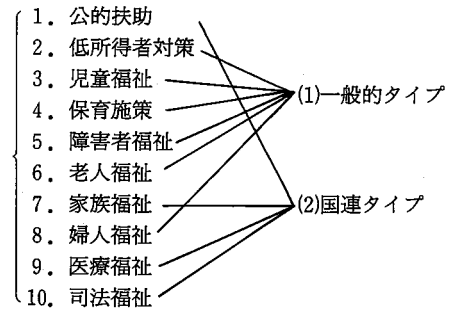 1．公的扶助
2．低所得者対策
3．児童福祉
4．保育施策
5．障害者福祉
6．老人福祉
7．家族福祉
8．婦人福祉
9．医療福祉
10．司法福祉
(1)一般的タイプ
(2)国連タイプ